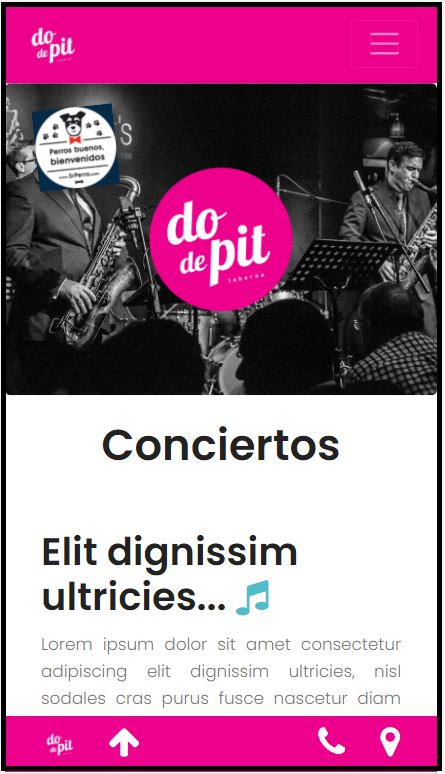 do
de pit
taberna
's
Perros buenos,
bienvenidos
www.SrPerro.com
do
de pit
taberna
Conciertos
Elit dignissim
ultricies...
Lorem ipsum dolor sit amet consectetur
adipiscing elit dignissim ultricies, nisl
sodales cras purus fusce nascetur diam
do
de pit